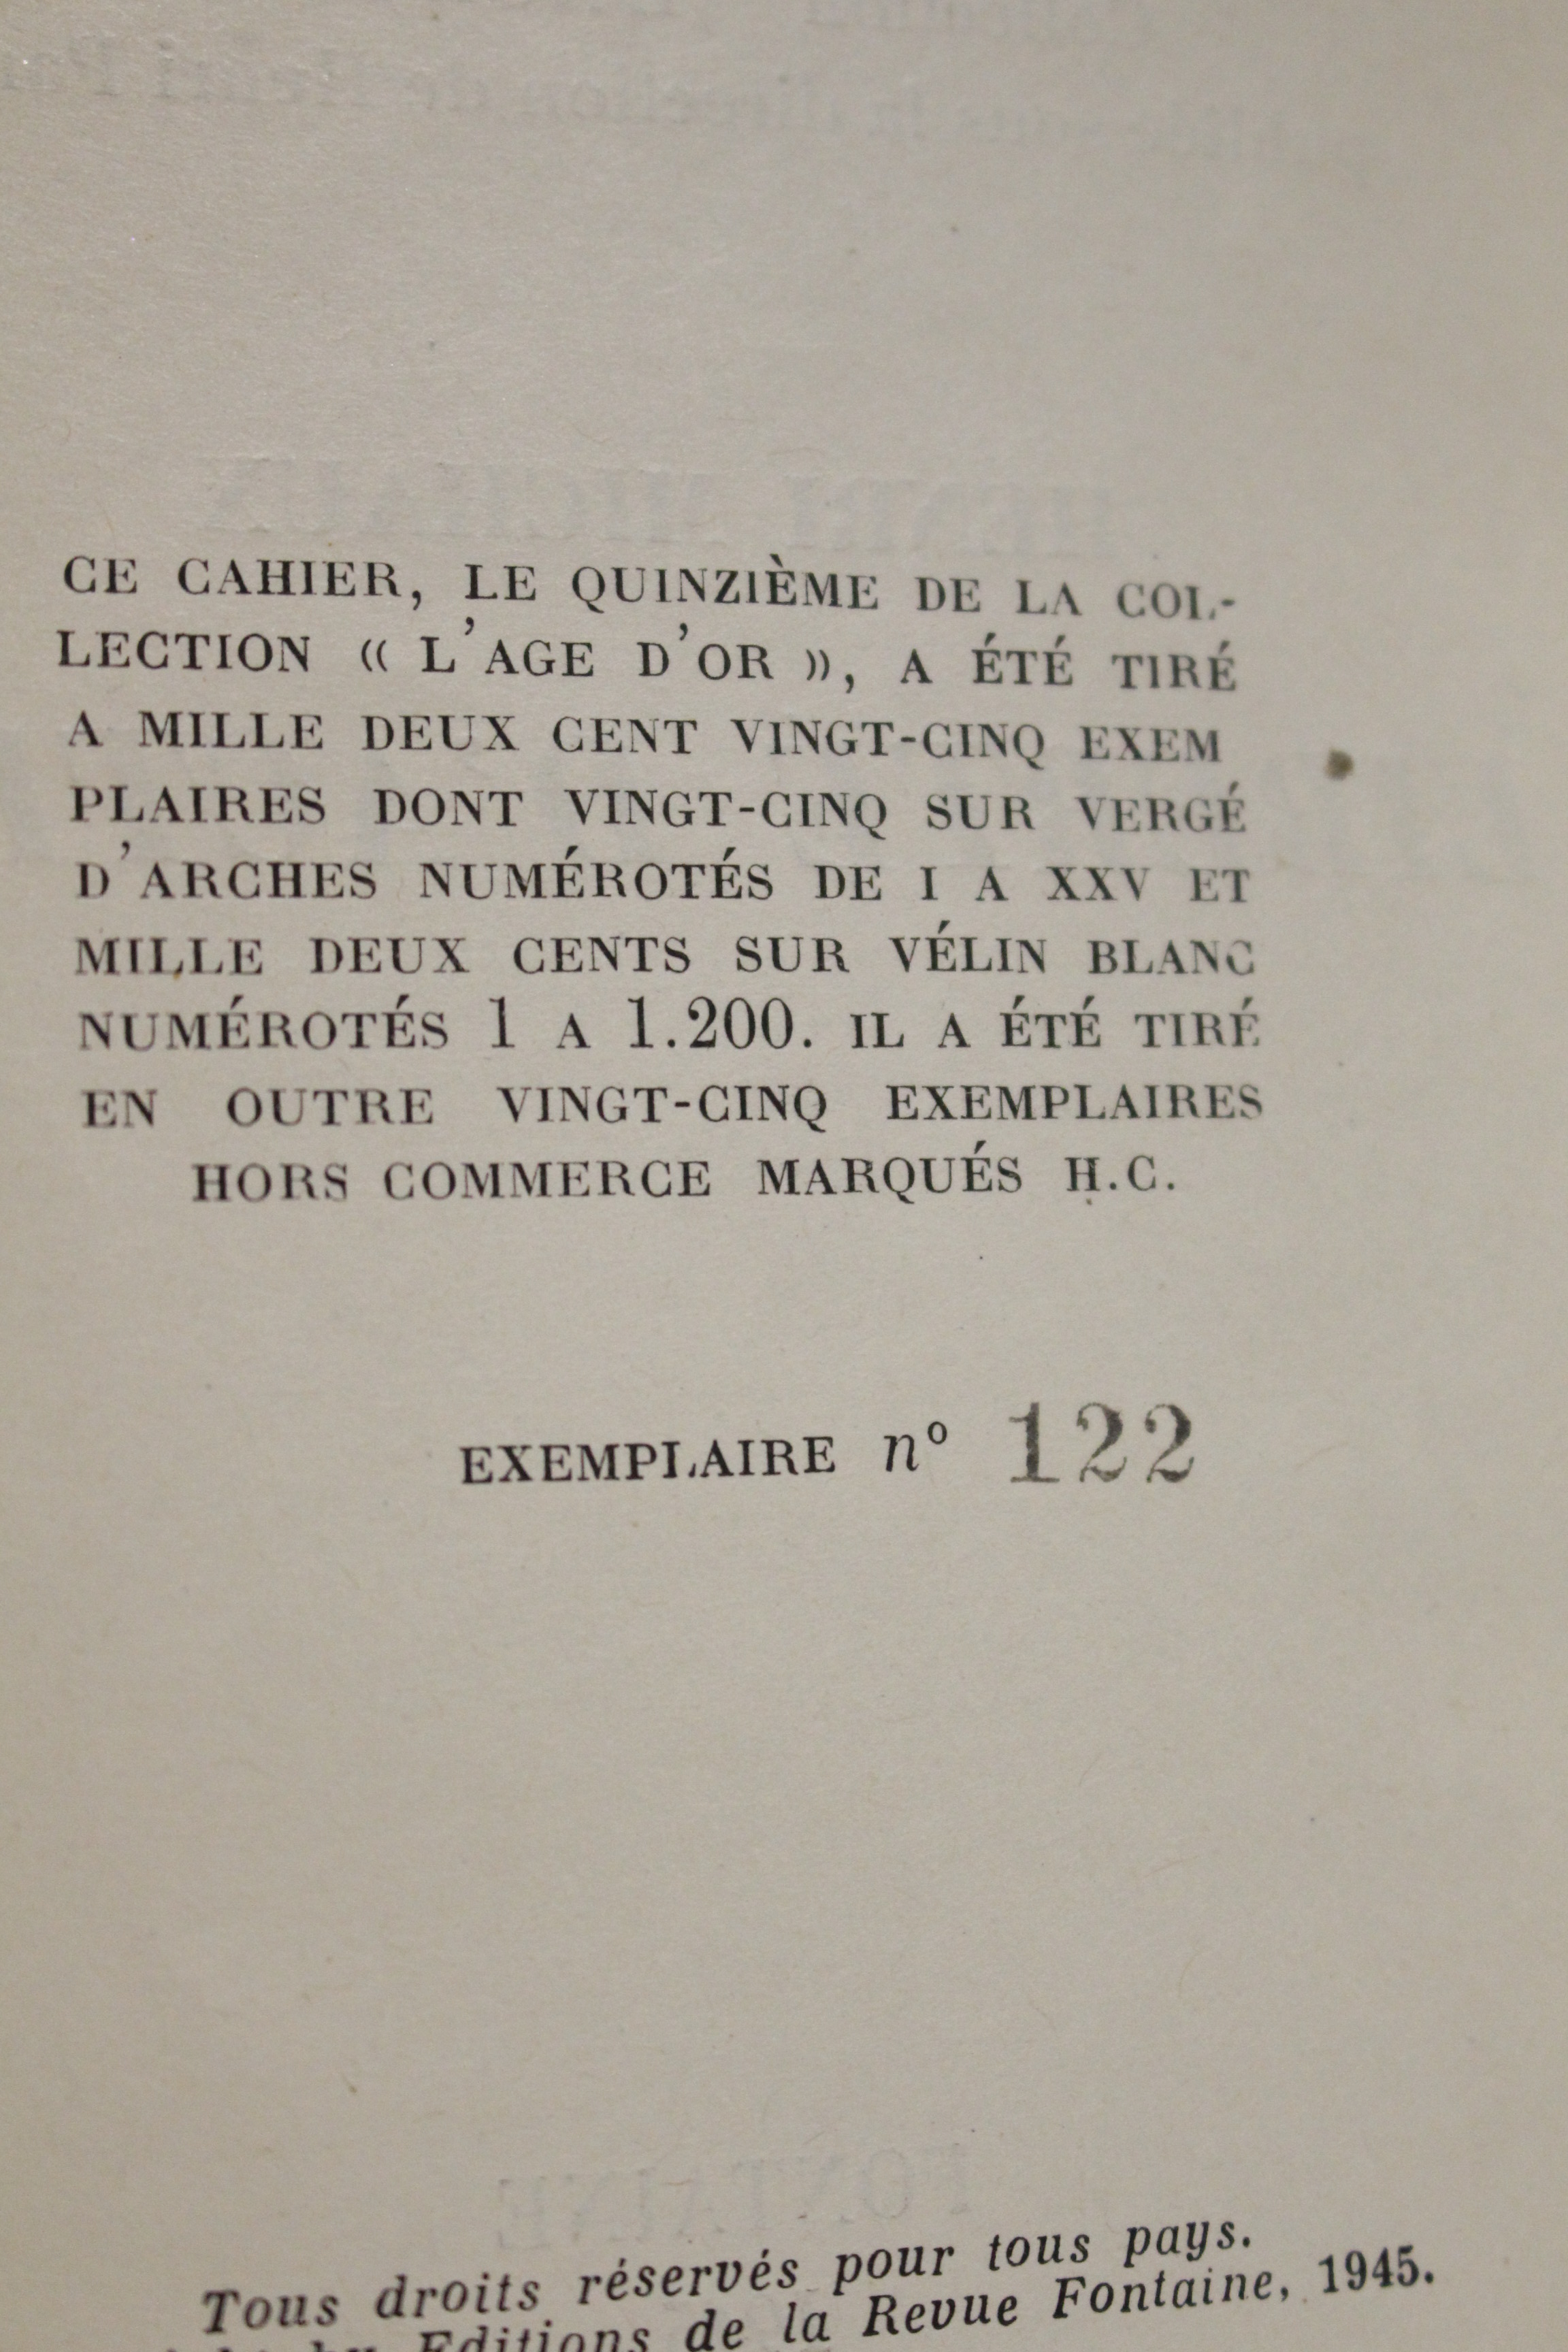 CE CAHIER, LE QUINZIÈME DE LA COL-
LECTION « L'AGE D'OR », A ÉTÉ TIRÉ
A MILLE DEUX CENT VINGT-CINQ EXEM
PLAIRES DONT VINGT-CINQ SUR VERGÉ
D'ARCHES NUMÉROTÉS DE I A XXV ET
MILLE DEUX CENTS SUR VÉLIN BLANC
NUMÉROTÉS 1 A 1.200. IL A ÉTÉ TIRÉ
EN OUTRE VINGT-CINQ EXEMPLAIRES
HORS COMMERCE MARQUÉS H.C.
EXEMPLAIRE nº 122
Tous droits réservés pour tous pays.
by Editions de la Revue Fontaine, 1945.